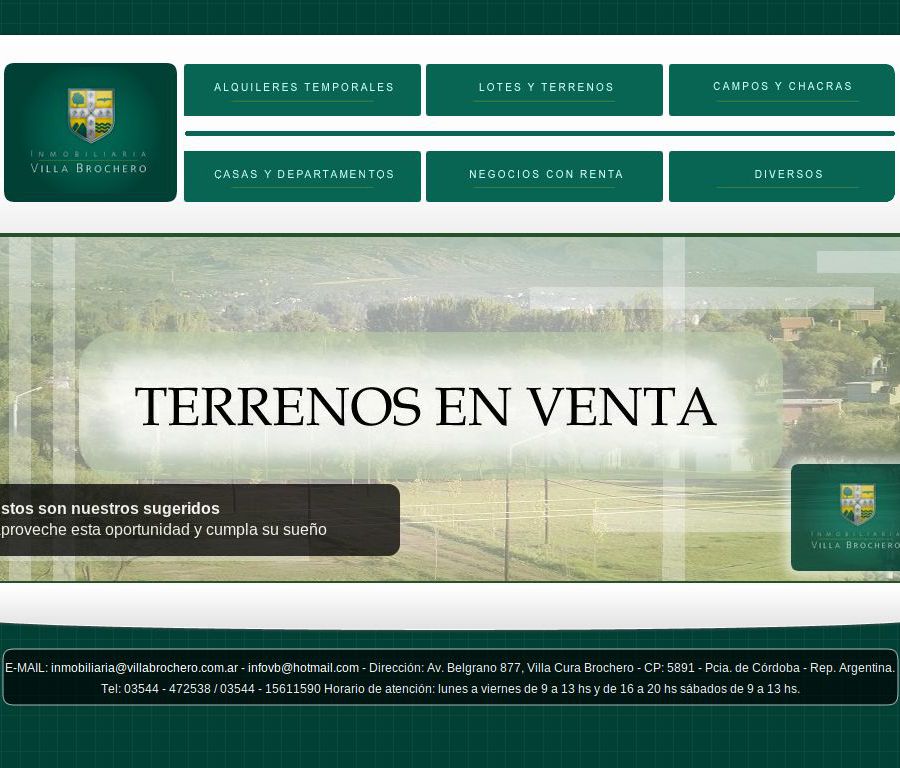 ALQUILERES TEMPORALES
LOTES Y TERRENOS
CAMPOS Y CHACRAS
INMOBILIARIA
VILLA BROCHERO
CASAS Y DEPARTAMENTOS
NEGOCIOS CON RENTA
DIVERSOS
TERRENOS EN VENTA
stos son nuestros sugeridos
aproveche esta oportunidad y cumpla su sueño
INMOBILIARIA
VILLA BROCHERO
E-MAIL: inmobiliaria@villabrochero.com.ar - infovb@hotmail.com - Dirección: Av. Belgrano 877, Villa Cura Brochero - CP: 5891 - Pcia. de Córdoba - Rep. Argentina.
Tel: 03544 - 472538 / 03544 - 15611590 Horario de atención: lunes a viernes de 9 a 13 hs y de 16 a 20 hs sábados de 9 a 13 hs.